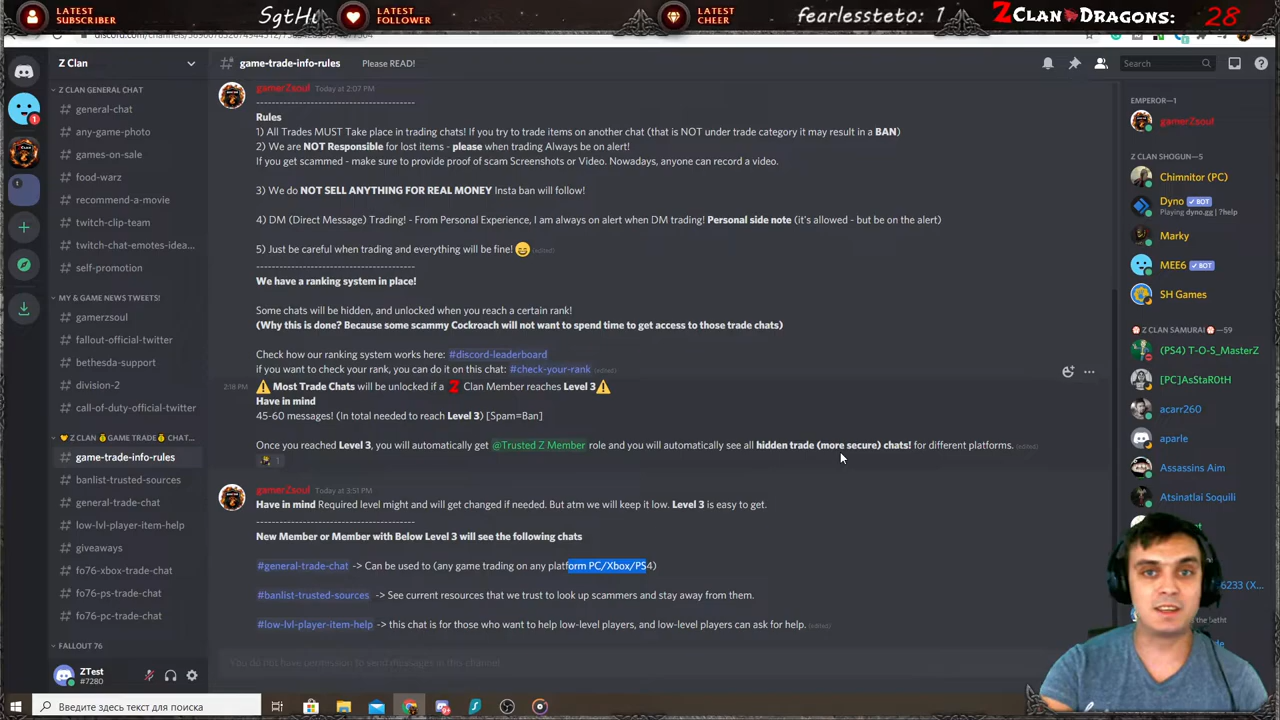 LATEST
SUBSCRIBER
SgtHu
LATEST
FOLLOWER
LATEST
CHEER
fearlessteto: 1
Z CLAN DRAGONS: 28
Z Clan
game-trade-info-rules
Please READ!
Search
Z CLAN GENERAL CHAT
general-chat
any-game-photo
games-on-sale
food-warz
recommend-a-movie
twitch-clip-team
twitch-chat-emotes-idea...
self-promotion
MY & GAME NEWS TWEETS!
gamerzsoul
fallout-official-twitter
bethesda-support
division-2
call-of-duty-official-twitter
Z CLAN GAME TRADE CHAT...
game-trade-info-rules
banlist-trusted-sources
general-trade-chat
low-lvl-player-item-help
giveaways
fo76-xbox-trade-chat
fo76-ps-trade-chat
fo76-pc-trade-chat
FALLOUT 76
ZTest
#7280
gamerZsoul Today at 2:07 PM
-----------------------------------------
Rules
1) All Trades MUST Take place in trading chats! If you try to trade items on another chat (that is NOT under trade category it may result in a BAN)
2) We are NOT Responsible for lost items - please when trading Always be on alert!
If you get scammed - make sure to provide proof of scam Screenshots or Video. Nowadays, anyone can record a video.
3) We do NOT SELL ANYTHING FOR REAL MONEY Insta ban will follow!
4) DM (Direct Message) Trading! - From Personal Experience, I am always on alert when DM trading! Personal side note (it's allowed - but be on the alert)
5) Just be careful when trading and everything will be fine! 😄 (edited)
-----------------------------------------
We have a ranking system in place!
Some chats will be hidden, and unlocked when you reach a certain rank!
(Why this is done? Because some scammy Cockroach will not want to spend time to get access to those trade chats)
Check how our ranking system works here: #discord-leaderboard
if you want to check your rank, you can do it on this chat: #check-your-rank (edited)
2:18 PM ⚠ Most Trade Chats will be unlocked if a Z Clan Member reaches Level 3⚠
Have in mind
45-60 messages! (In total needed to reach Level 3) [Spam=Ban]
Once you reached Level 3, you will automatically get @Trusted Z Member role and you will automatically see all hidden trade (more secure) chats! for different platforms. (edited)
1
gamerZsoul Today at 3:51 PM
Have in mind Required level might and will get changed if needed. But atm we will keep it low. Level 3 is easy to get.
-----------------------------------------
New Member or Member with Below Level 3 will see the following chats
#general-trade-chat -> Can be used to (any game trading on any platform PC/Xbox/PS4)
#banlist-trusted-sources -> See current resources that we trust to look up scammers and stay away from them.
#low-lvl-player-item-help -> this chat is for those who want to help low-level players, and low-level players can ask for help. (edited)
You do not have permission to send messages in this channel.
EMPEROR—1
gamerZsoul
Z CLAN SHOGUN—5
Chimnitor (PC)
Dyno BOT
Playing dyno.gg | ?help
Marky
MEE6 BOT
SH Games
Z CLAN SAMURAI —59
(PS4) T-O-S_MasterZ
[PC]AsStaR0tH
acarr260
aparle
Assassins Aim
Atsinatlai Soquili
6233 (X...
Введите здесь текст для поиска